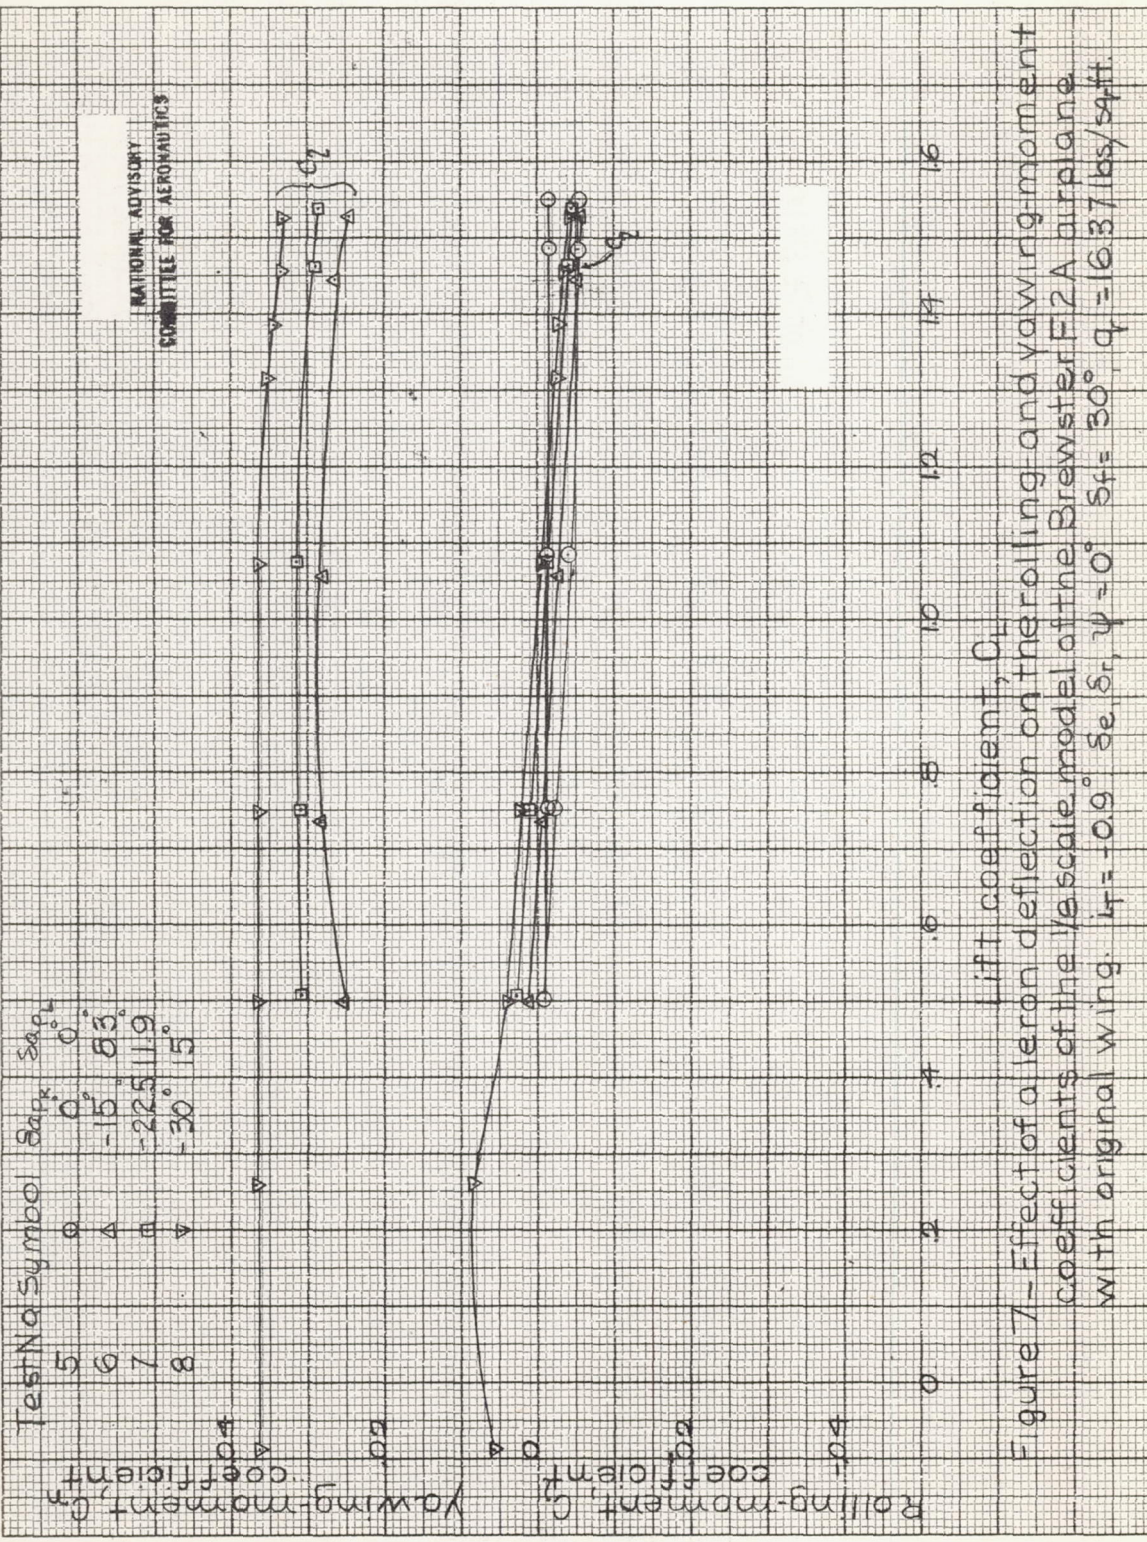 Test No. Symbol δapR δapL
5 ○ 0° 0°
6 △ -15° 8.3°
7 □ -22.5° 11.9°
8 ▽ -30° 15°
NATIONAL ADVISORY
COMMITTEE FOR AERONAUTICS
Cl
Cl
Yawing-moment, Cn
coefficient
Rolling-moment, Cl
coefficient
.04
.02
0
.02
-.04
0 .2 .4 .6 .8 1.0 1.2 1.4 1.6
Lift coefficient, CL
Figure 7.- Effect of aileron deflection on the rolling and yawing-moment
coefficients of the 1/8 scale model of the Brewster F2A airplane
with original wing. iT = -0.9° δe, δr, ψ = 0° δf = 30°, q = 16.37 lbs/sq.ft.